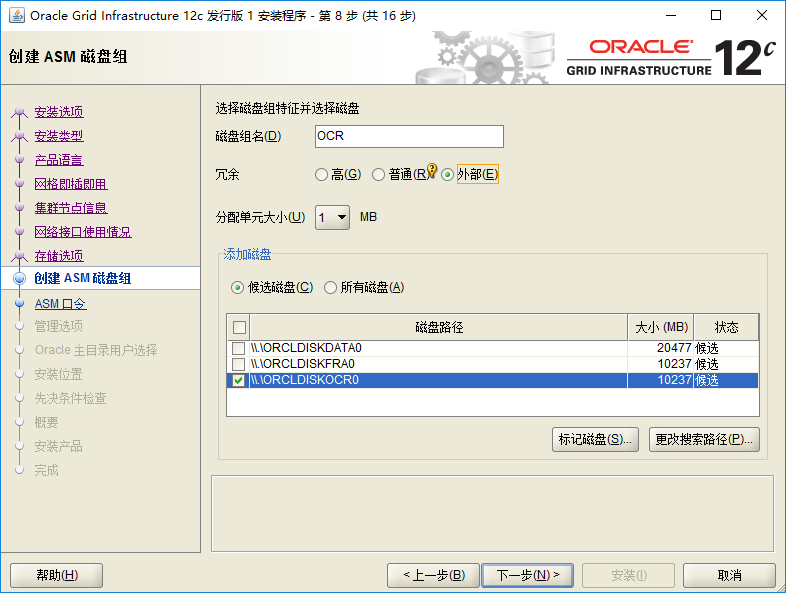 Oracle Grid Infrastructure 12c 发行版 1 安装程序 - 第 8 步 (共 16 步)
创建 ASM 磁盘组
ORACLE®
GRID INFRASTRUCTURE 12c
安装选项
安装类型
产品语言
网格即插即用
集群节点信息
网络接口使用情况
存储选项
创建 ASM 磁盘组
ASM 口令
管理选项
Oracle 主目录用户选择
安装位置
先决条件检查
概要
安装产品
完成
选择磁盘组特征并选择磁盘
磁盘组名(D) OCR
冗余 高(G) 普通(R) 外部(E)
分配单元大小(U) 1 MB
添加磁盘
候选磁盘(C) 所有磁盘(A)
磁盘路径 大小 (MB) 状态
\\.\ORCLDISKDATA0 20477 候选
\\.\ORCLDISKFRA0 10237 候选
\\.\ORCLDISKOCR0 10237 候选
标记磁盘(S)... 更改搜索路径(P)...
帮助(H) < 上一步(B) 下一步(N) > 安装(I) 取消